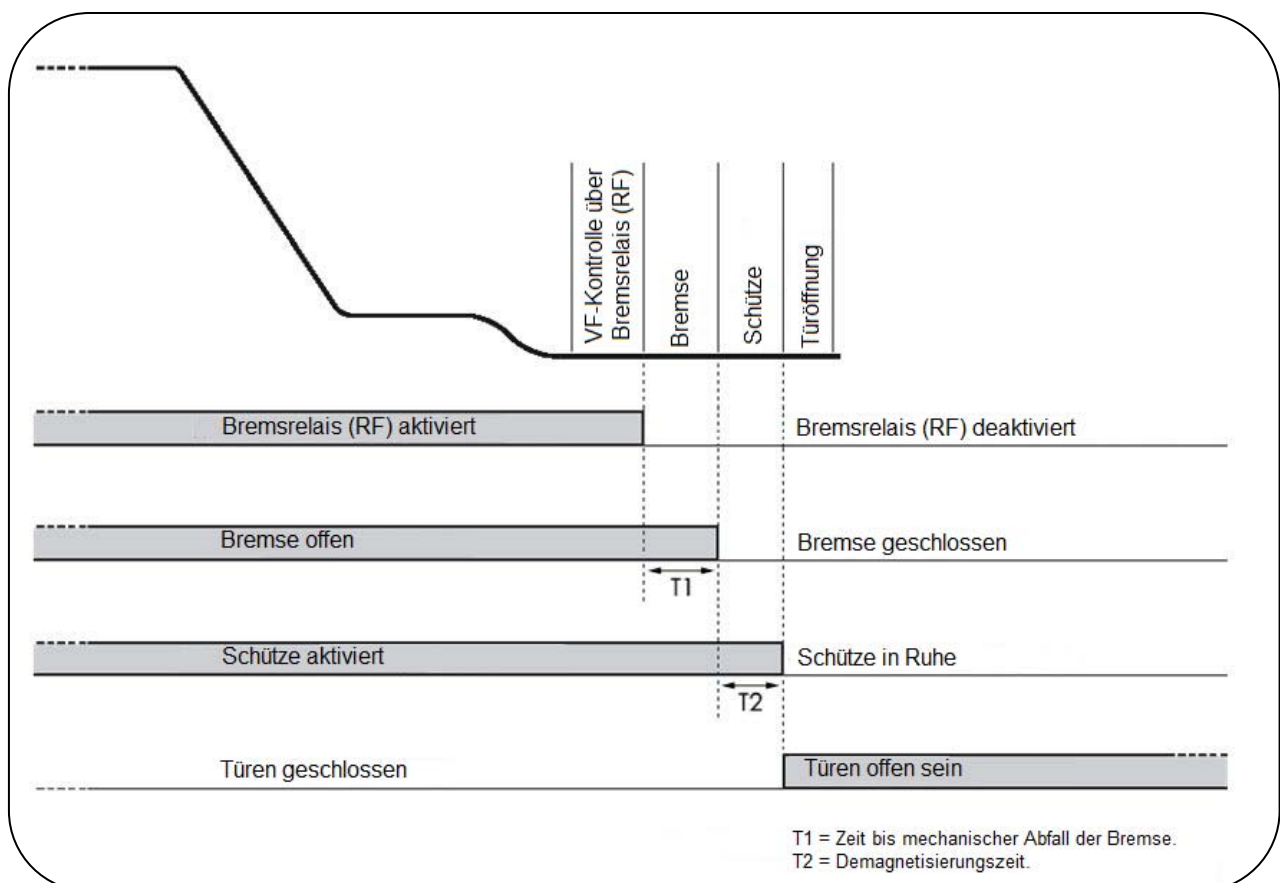 VF-Kontrolle über
Bremsrelais (RF)
Bremse
Schütze
Türöffnung
Bremsrelais (RF) aktiviert
Bremsrelais (RF) deaktiviert
Bremse offen
Bremse geschlossen
T1
Schütze aktiviert
Schütze in Ruhe
T2
Türen geschlossen
Türen offen sein
T1 = Zeit bis mechanischer Abfall der Bremse.
T2 = Demagnetisierungszeit.